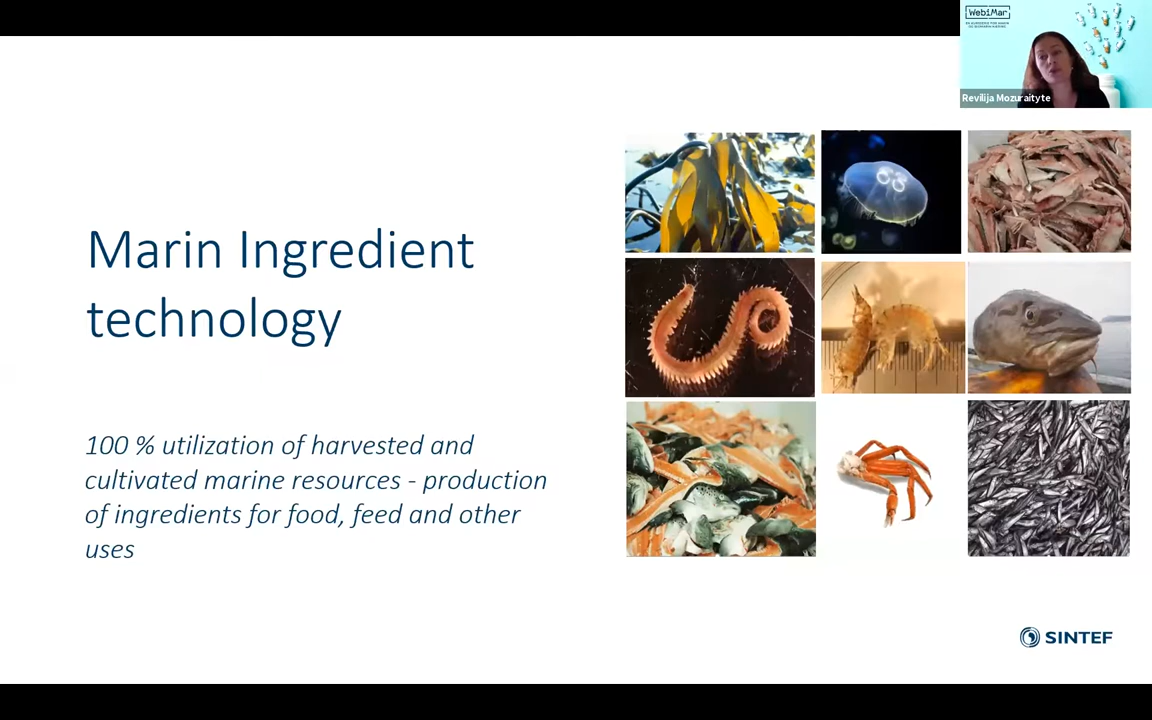 WebiMar
Revilija Mozuraityte
Marin Ingredient
technology
100 % utilization of harvested and
cultivated marine resources - production
of ingredients for food, feed and other
uses
SINTEF